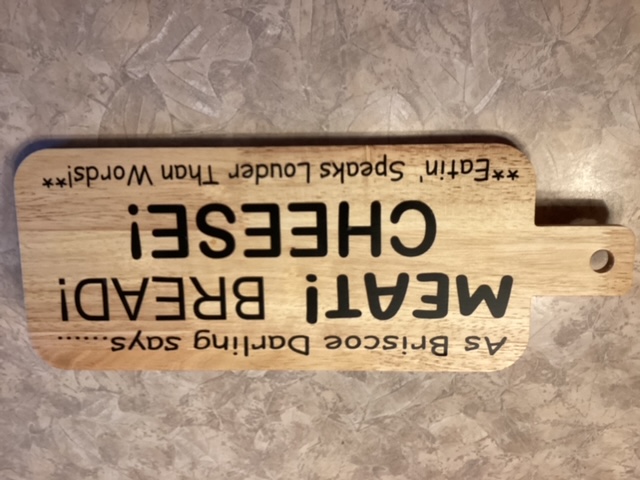 As Briscoe Darling says......
MEAT! BREAD!
CHEESE!
**Eatin' Speaks Louder Than Words!**